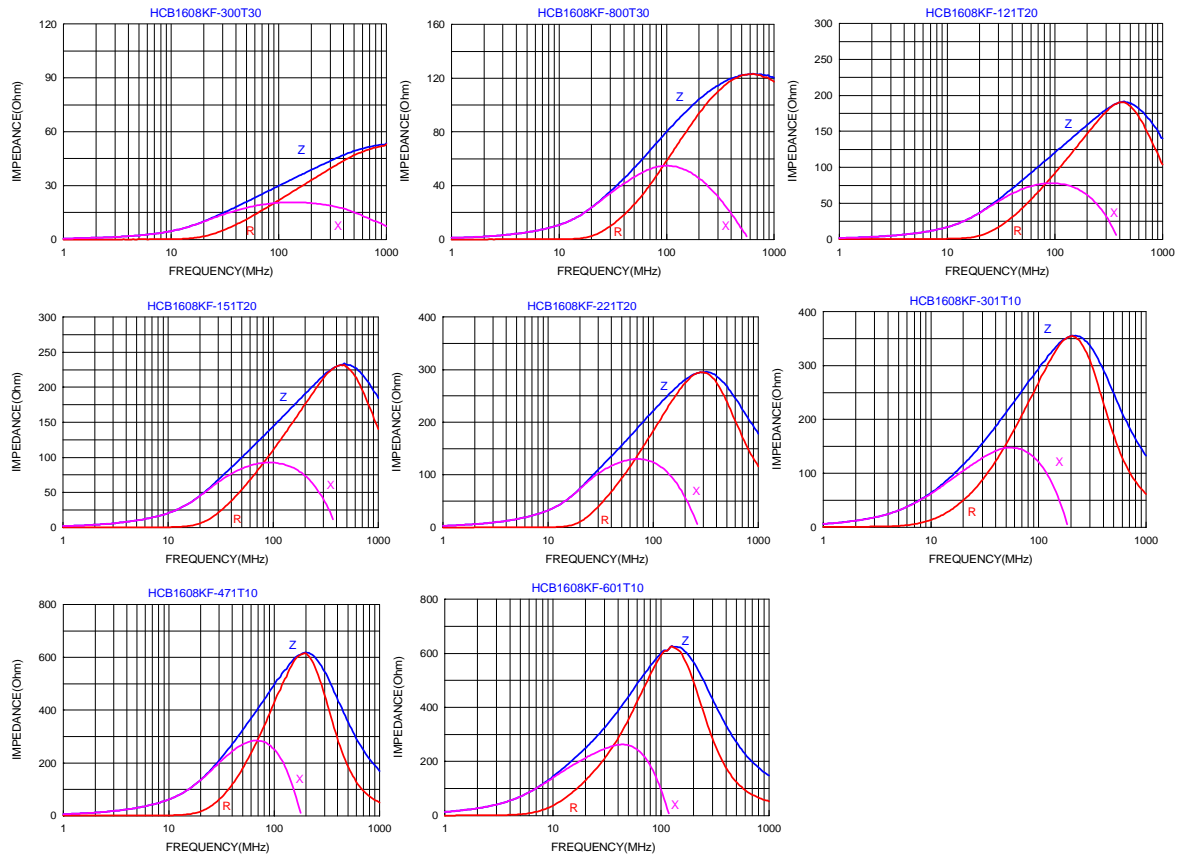 HCB1608KF-300T30
120
90
60
30
0
IMPEDANCE(Ohm)
Z
R
X
1 10 100 1000
FREQUENCY(MHz)
HCB1608KF-800T30
160
120
80
40
0
IMPEDANCE(Ohm)
Z
R
X
1 10 100 1000
FREQUENCY(MHz)
HCB1608KF-121T20
300
250
200
150
100
50
0
IMPEDANCE(Ohm)
Z
R
X
1 10 100 1000
FREQUENCY(MHz)
HCB1608KF-151T20
300
250
200
150
100
50
0
IMPEDANCE(Ohm)
Z
R
X
1 10 100 1000
FREQUENCY(MHz)
HCB1608KF-221T20
400
300
200
100
0
IMPEDANCE(Ohm)
Z
R
X
1 10 100 1000
FREQUENCY(MHz)
HCB1608KF-301T10
400
300
200
100
0
IMPEDANCE(Ohm)
Z
R
X
1 10 100 1000
FREQUENCY(MHz)
HCB1608KF-471T10
800
600
400
200
0
IMPEDANCE(Ohm)
Z
R
X
1 10 100 1000
FREQUENCY(MHz)
HCB1608KF-601T10
800
600
400
200
0
IMPEDANCE(Ohm)
Z
R
X
1 10 100 1000
FREQUENCY(MHz)